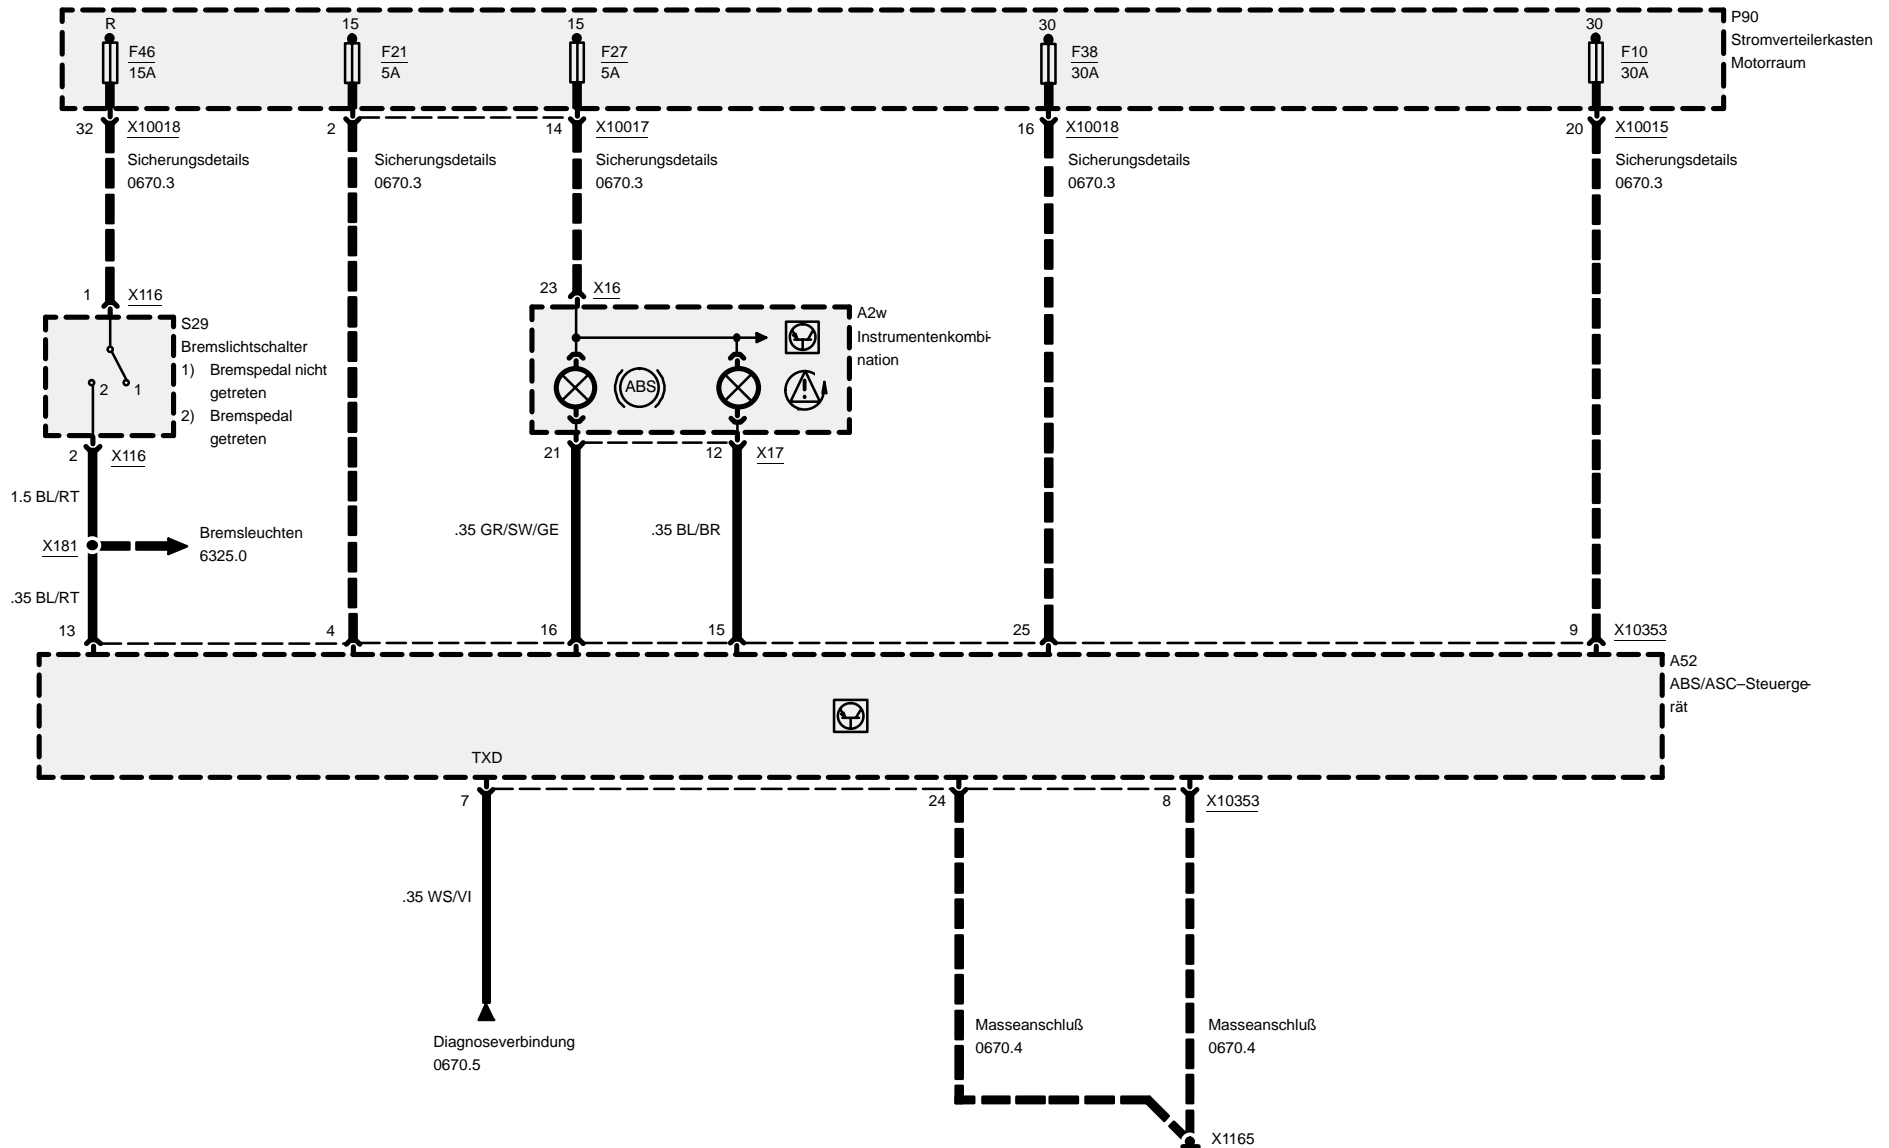 R
15
15
30
30
P90
Stromverteilerkasten
Motorraum
F46
15A
F21
5A
F27
5A
F38
30A
F10
30A
32
X10018
2
14
X10017
16
X10018
20
X10015
Sicherungsdetails
0670.3
Sicherungsdetails
0670.3
Sicherungsdetails
0670.3
Sicherungsdetails
0670.3
Sicherungsdetails
0670.3
1
X116
23
X16
S29
Bremslichtschalter
1) Bremspedal nicht
getreten
2) Bremspedal
getreten
2
1
A2w
Instrumentenkombi-
nation
ABS
2
X116
21
12
X17
1.5 BL/RT
.35 GR/SW/GE
.35 BL/BR
X181
Bremsleuchten
6325.0
.35 BL/RT
13
4
16
15
25
9
X10353
A52
ABS/ASC–Steuerge-
rät
TXD
7
24
8
X10353
.35 WS/VI
Diagnoseverbindung
0670.5
Masseanschluß
0670.4
Masseanschluß
0670.4
X1165